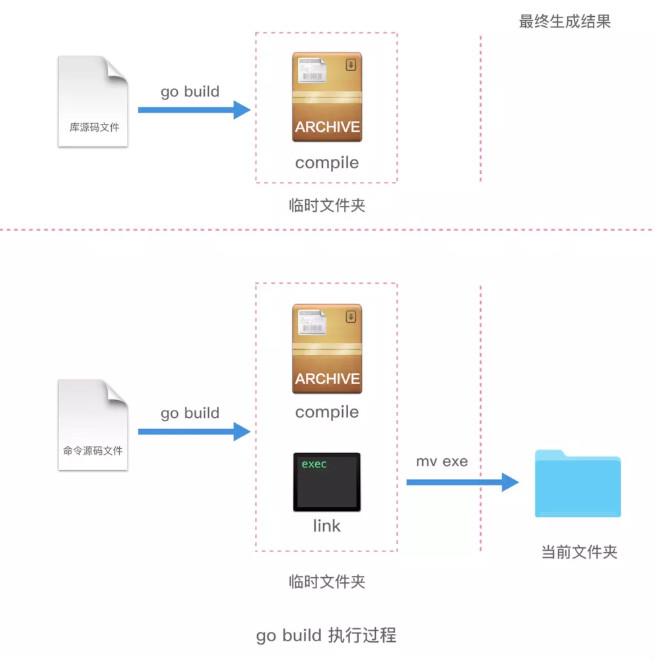 最终生成结果
go build
库源码文件
ARCHIVE
compile
临时文件夹
ARCHIVE
go build
compile
命令源码文件
exec
mv exe
link
当前文件夹
临时文件夹
go build 执行过程